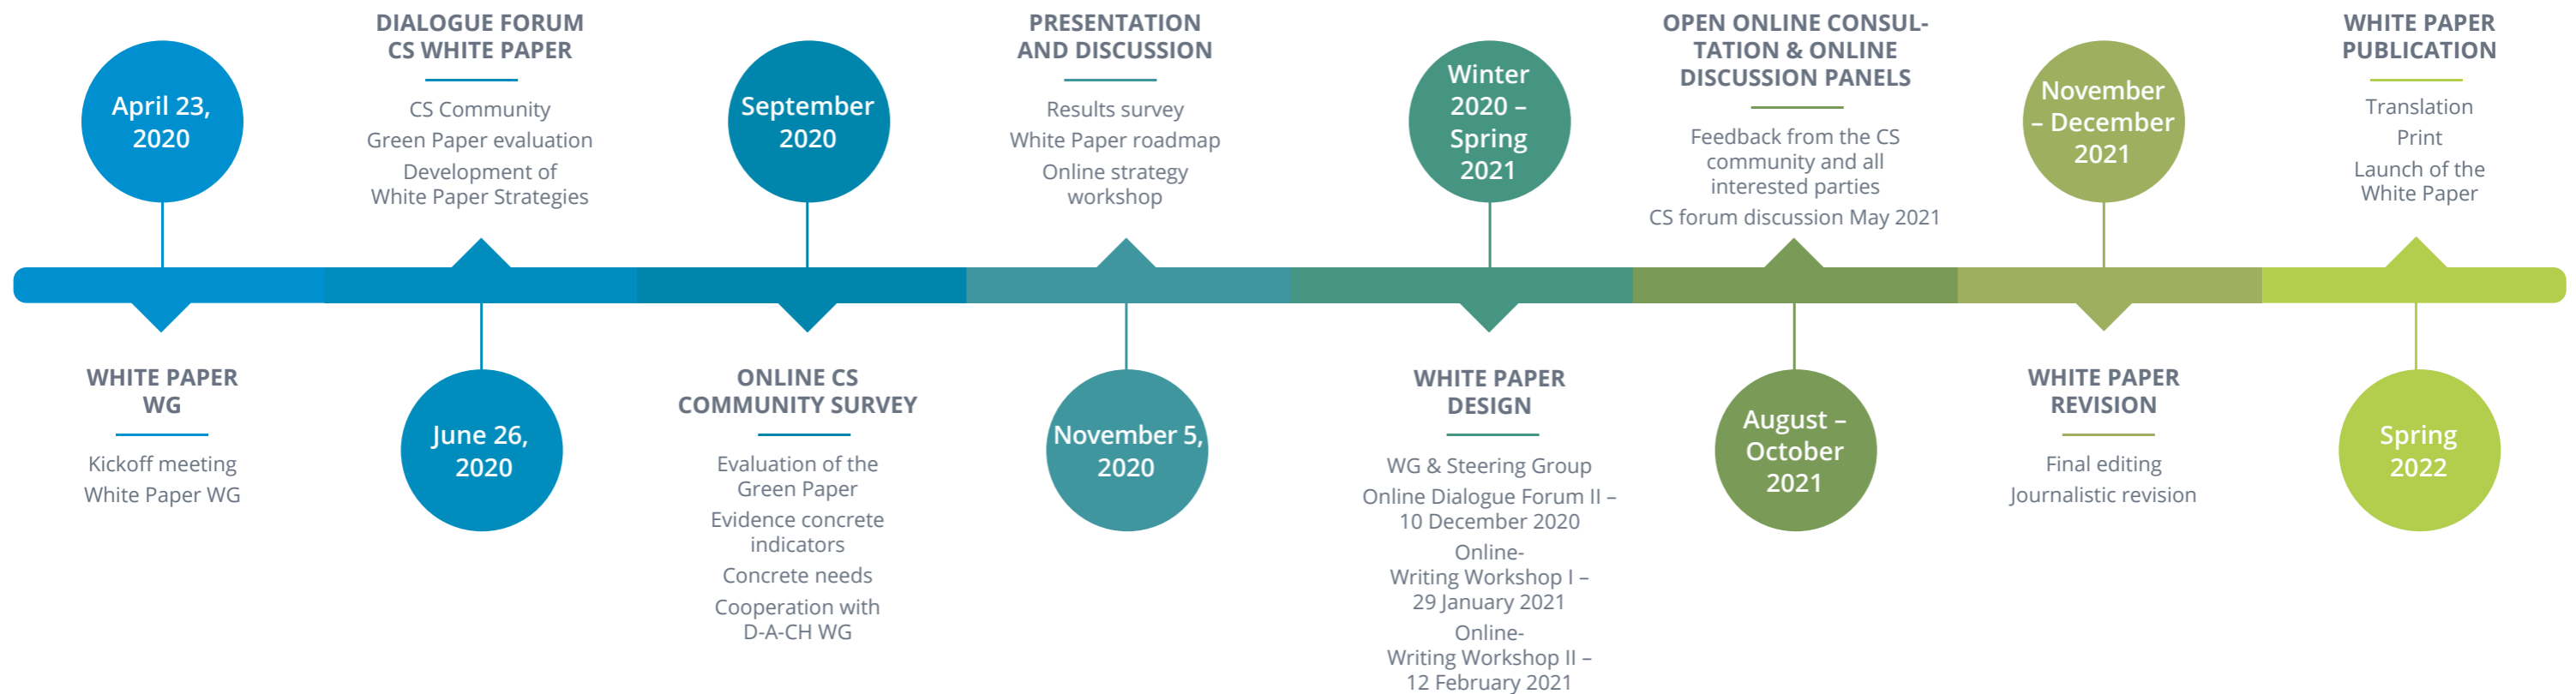 April 23,
2020
WHITE PAPER
WG
Kickoff meeting
White Paper WG
DIALOGUE FORUM
CS WHITE PAPER
CS Community
Green Paper evaluation
Development of
White Paper Strategies
June 26,
2020
September
2020
ONLINE CS
COMMUNITY SURVEY
Evaluation of the
Green Paper
Evidence concrete
indicators
Concrete needs
Cooperation with
D-A-CH WG
PRESENTATION
AND DISCUSSION
Results survey
White Paper roadmap
Online strategy
workshop
November 5,
2020
Winter
2020 –
Spring
2021
WHITE PAPER
DESIGN
WG & Steering Group
Online Dialogue Forum II –
10 December 2020
Online-
Writing Workshop I –
29 January 2021
Online-
Writing Workshop II –
12 February 2021
OPEN ONLINE CONSUL-
TATION & ONLINE
DISCUSSION PANELS
Feedback from the CS
community and all
interested parties
CS forum discussion May 2021
August –
October
2021
November
– December
2021
WHITE PAPER
REVISION
Final editing
Journalistic revision
WHITE PAPER
PUBLICATION
Translation
Print
Launch of the
White Paper
Spring
2022